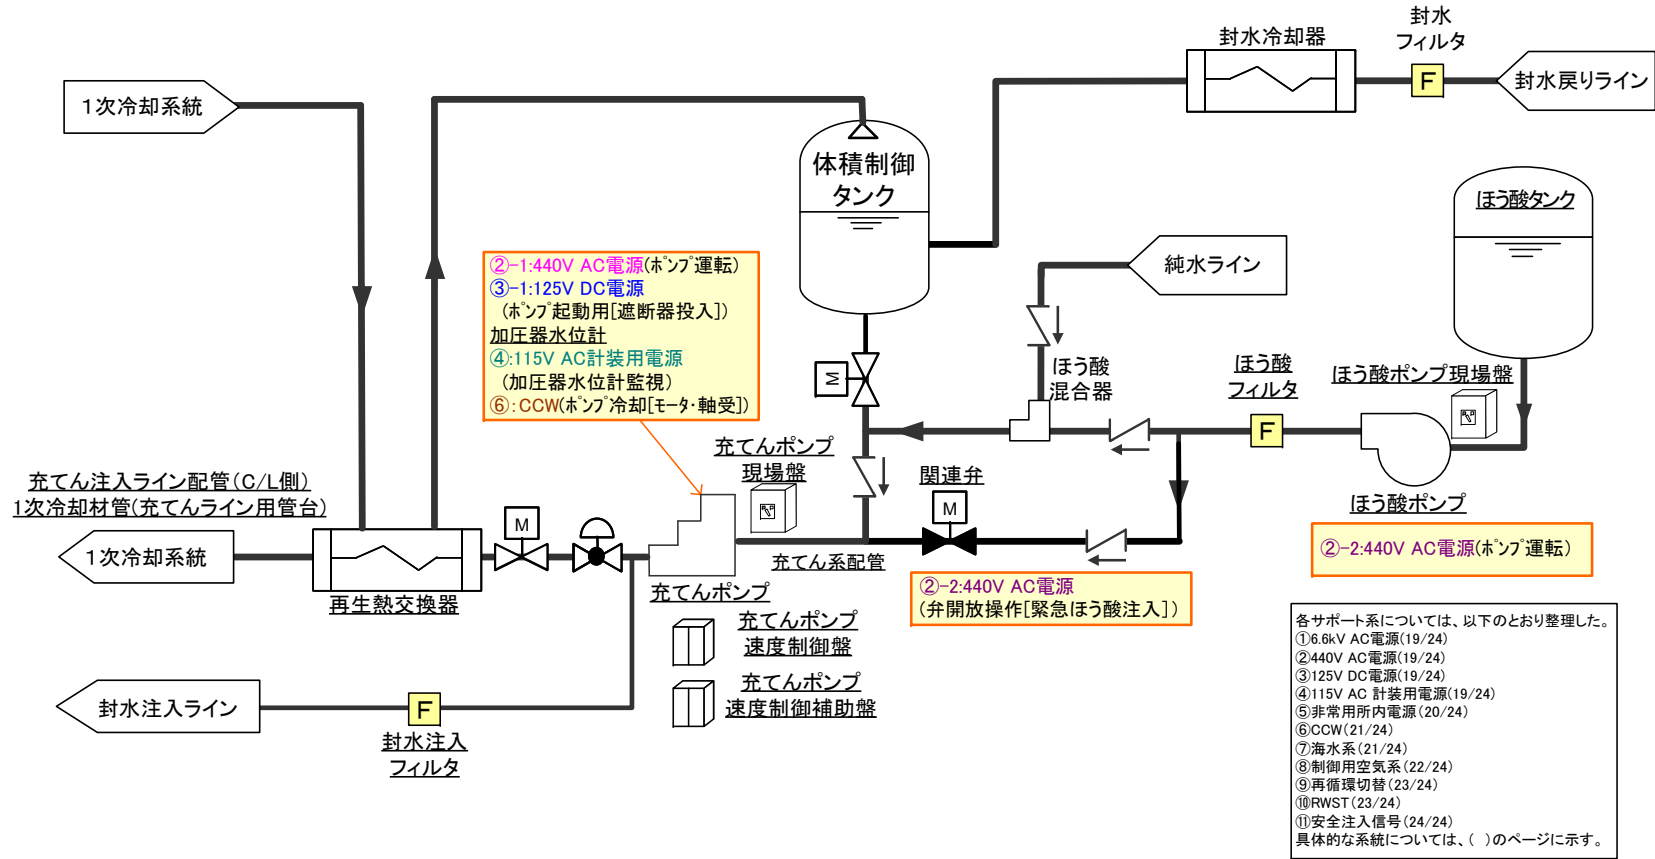 封水
フィルタ
封水冷却器
F
封水戻りライン
1次冷却系統
体積制御
タンク
ほう酸タンク
②-1:440V AC電源(ポンプ運転)
③-1:125V DC電源
(ポンプ起動用[遮断器投入])
加圧器水位計
④:115V AC計装用電源
(加圧器水位計監視)
⑥:CCW(ポンプ冷却[モータ・軸受])
純水ライン
M
ほう酸
混合器
ほう酸
フィルタ
F
ほう酸ポンプ現場盤
ほう酸ポンプ
②-2:440V AC電源(ポンプ運転)
充てんポンプ
現場盤
関連弁
M
充てん注入ライン配管(C/L側)
1次冷却材管(充てんライン用管台)
1次冷却系統
M
再生熱交換器
充てんポンプ
充てん系配管
②-2:440V AC電源
(弁開放操作[緊急ほう酸注入])
充てんポンプ
速度制御盤
充てんポンプ
速度制御補助盤
封水注入ライン
F
封水注入
フィルタ
各サポート系については、以下のとおり整理した。
①6.6kV AC電源(19/24)
②440V AC電源(19/24)
③125V DC電源(19/24)
④115V AC 計装用電源(19/24)
⑤非常用所内電源(20/24)
⑥CCW(21/24)
⑦海水系(21/24)
⑧制御用空気系(22/24)
⑨再循環切替(23/24)
⑩RWST(23/24)
⑪安全注入信号(24/24)
具体的な系統については、( )のページに示す。